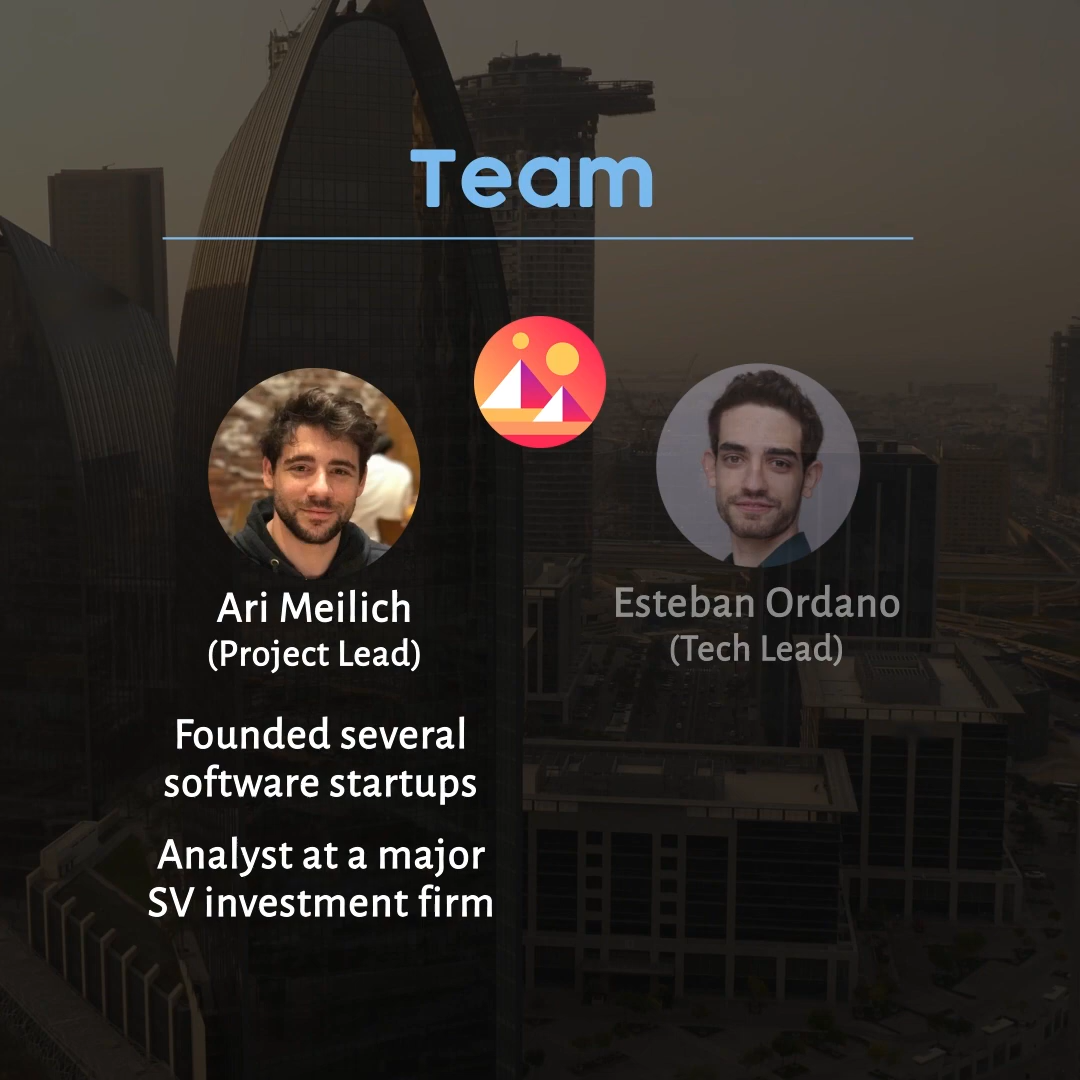 Team
Ari Meilich
(Project Lead)
Esteban Ordano
(Tech Lead)
Founded several
software startups
Analyst at a major
SV investment firm